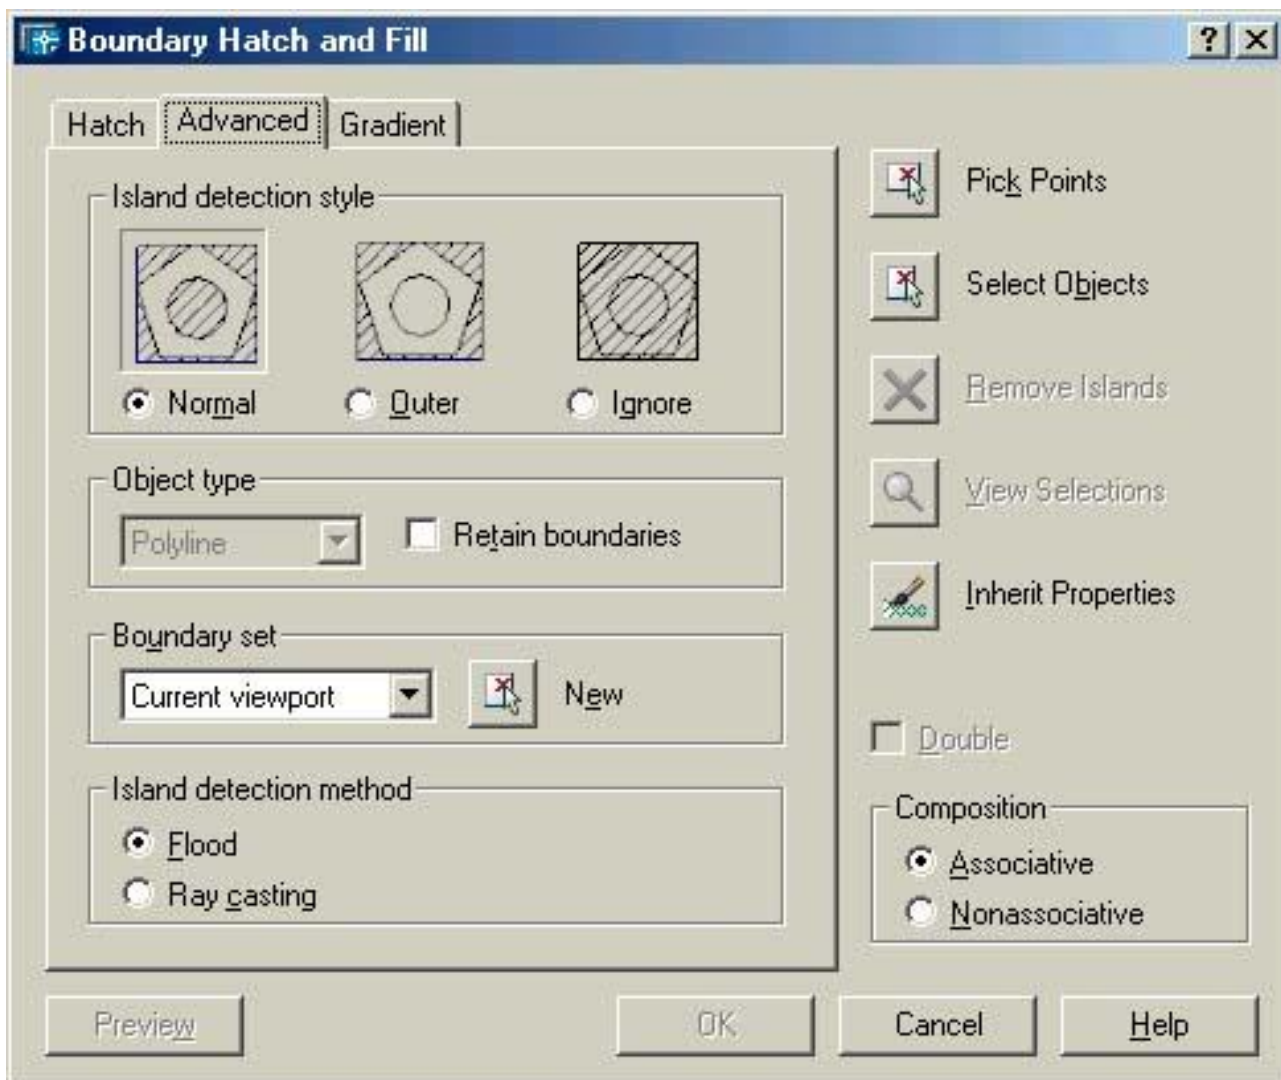 Boundary Hatch and Fill
Hatch Advanced Gradient
Island detection style
Normal Outer Ignore
Object type
Polyline Retain boundaries
Boundary set
Current viewport New
Island detection method
Flood
Ray casting
Pick Points
Select Objects
Remove Islands
View Selections
Inherit Properties
Double
Composition
Associative
Nonassociative
Preview OK Cancel Help